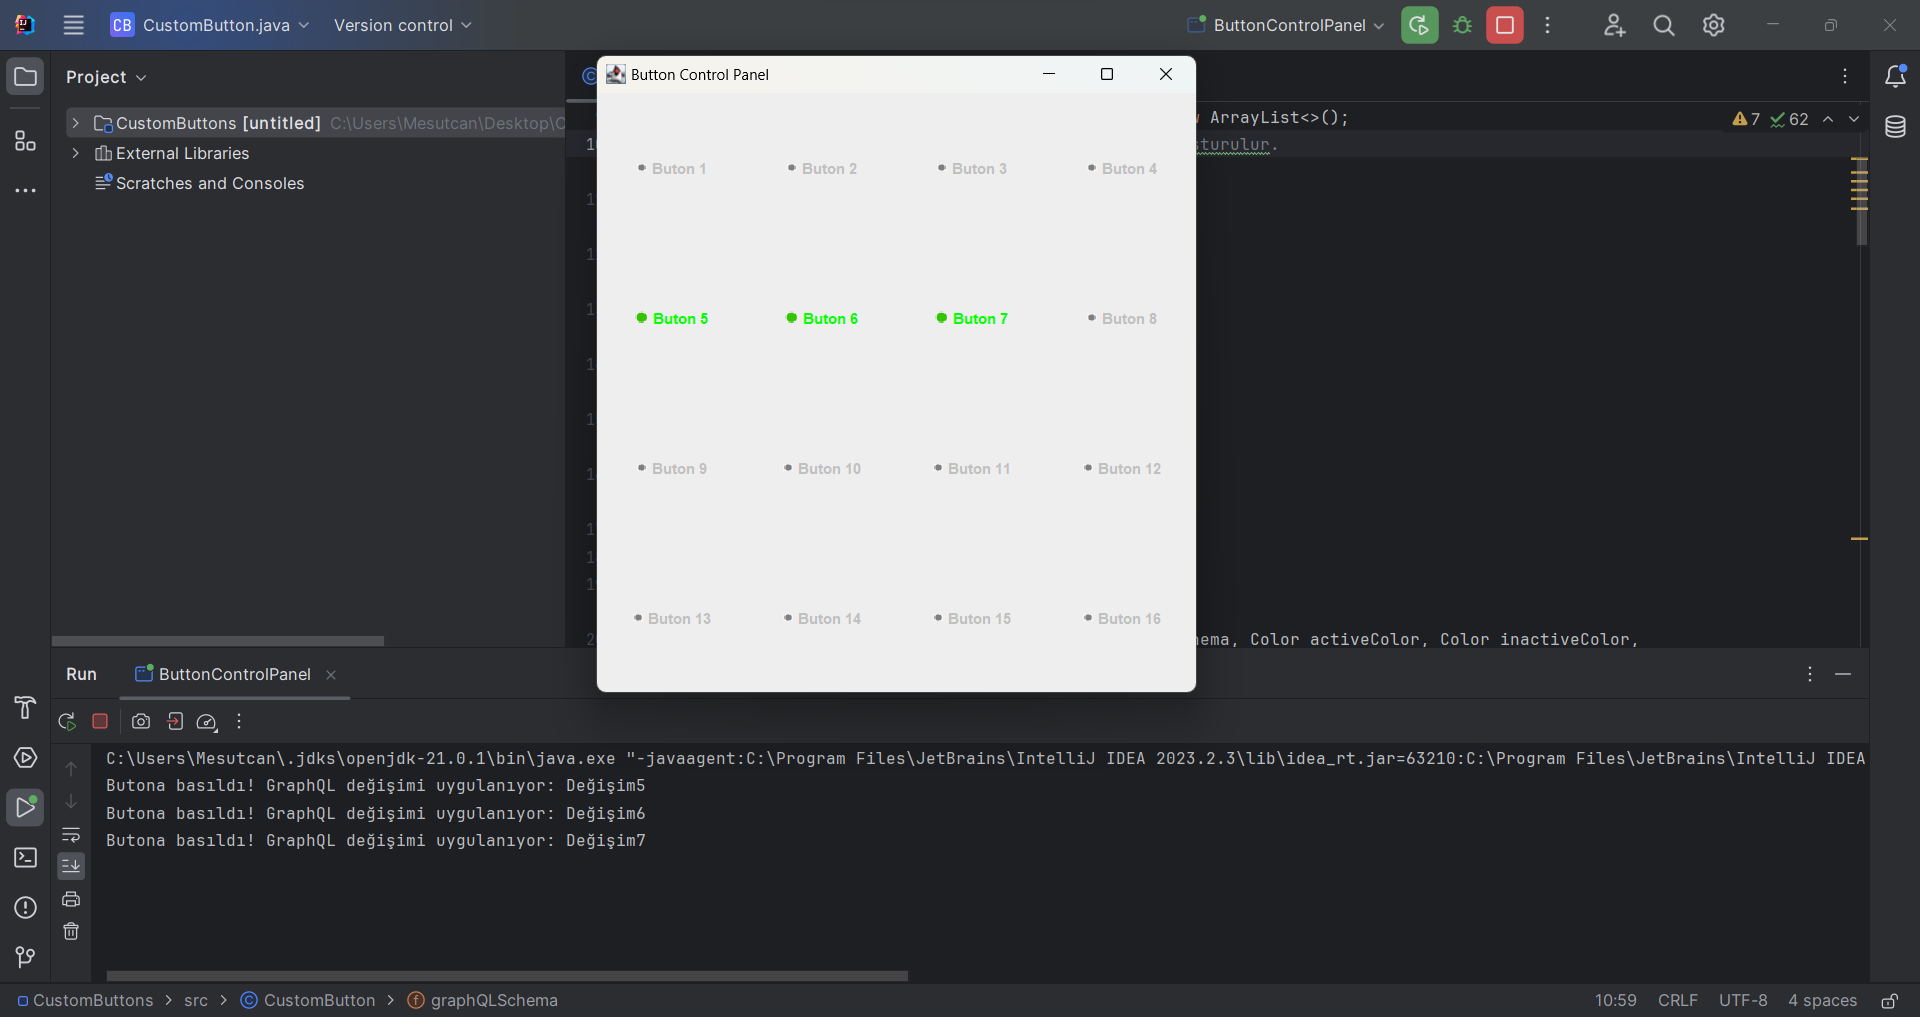 CB CustomButton.java Version control ButtonControlPanel
Project
Button Control Panel
CustomButtons [untitled] C:\Users\Mesutcan\Desktop\C
External Libraries
Scratches and Consoles
ArrayList<>();
7 62
sturulur.
Buton 1 Buton 2 Buton 3 Buton 4
Buton 5 Buton 6 Buton 7 Buton 8
Buton 9 Buton 10 Buton 11 Buton 12
Buton 13 Buton 14 Buton 15 Buton 16
hema, Color activeColor, Color inactiveColor,
Run ButtonControlPanel
C:\Users\Mesutcan\.jdks\openjdk-21.0.1\bin\java.exe "-javaagent:C:\Program Files\JetBrains\IntelliJ IDEA 2023.2.3\lib\idea_rt.jar=63210:C:\Program Files\JetBrains\IntelliJ IDEA
Butona basıldı! GraphQL değişimi uygulanıyor: Değişim5
Butona basıldı! GraphQL değişimi uygulanıyor: Değişim6
Butona basıldı! GraphQL değişimi uygulanıyor: Değişim7
CustomButtons > src > CustomButton > graphQLSchema
10:59 CRLF UTF-8 4 spaces